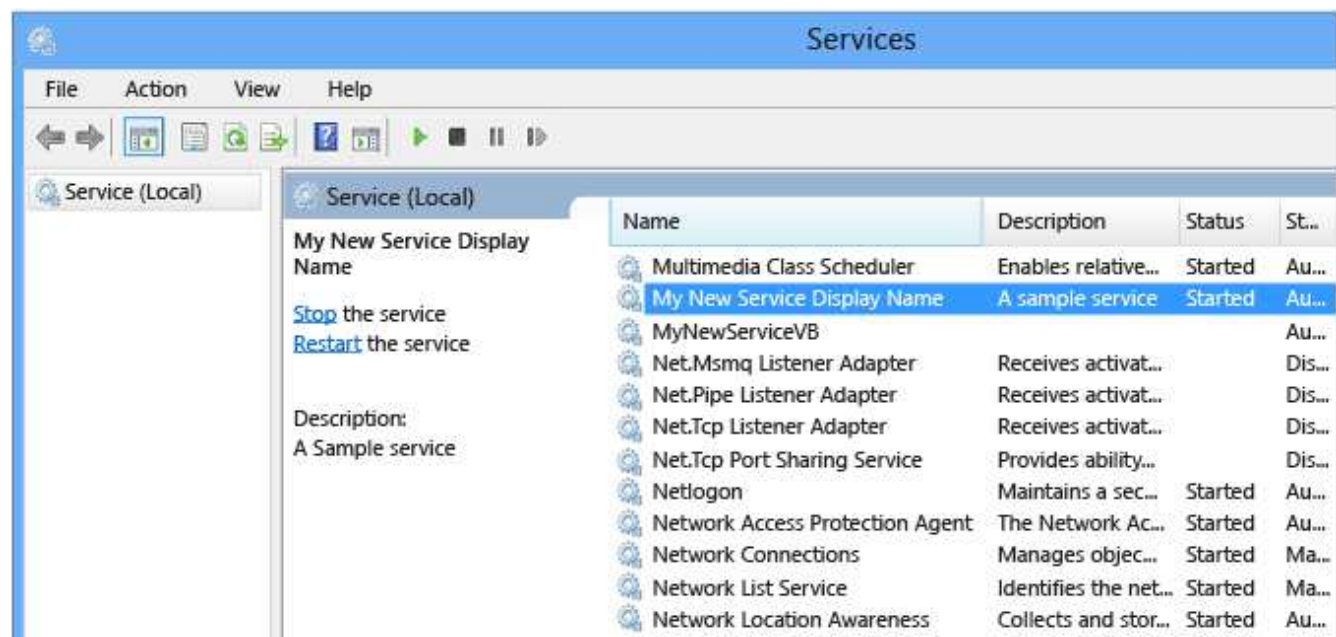 Services
File Action View Help
Service (Local)
Service (Local)
My New Service Display
Name
Stop the service
Restart the service
Description:
A Sample service
Name Description Status St...
Multimedia Class Scheduler Enables relative... Started Au...
My New Service Display Name A sample service Started Au...
MyNewServiceVB Au...
Net.Msmq Listener Adapter Receives activat... Dis...
Net.Pipe Listener Adapter Receives activat... Dis...
Net.Tcp Listener Adapter Receives activat... Dis...
Net.Tcp Port Sharing Service Provides ability... Dis...
Netlogon Maintains a sec... Started Au...
Network Access Protection Agent The Network Ac... Started Au...
Network Connections Manages objec... Started Ma...
Network List Service Identifies the net... Started Ma...
Network Location Awareness Collects and stor... Started Au...